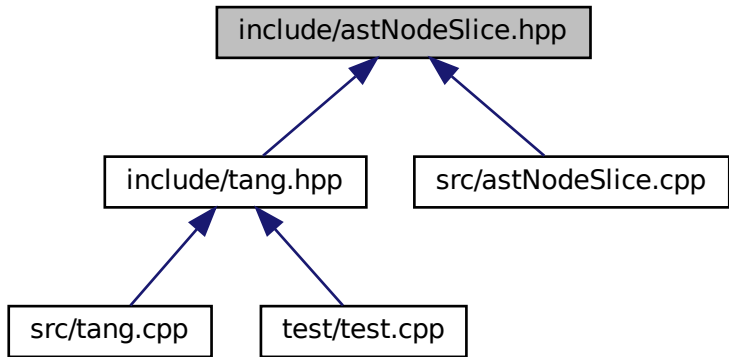 include/astNodeSlice.hpp
include/tang.hpp
src/astNodeSlice.cpp
src/tang.cpp
test/test.cpp